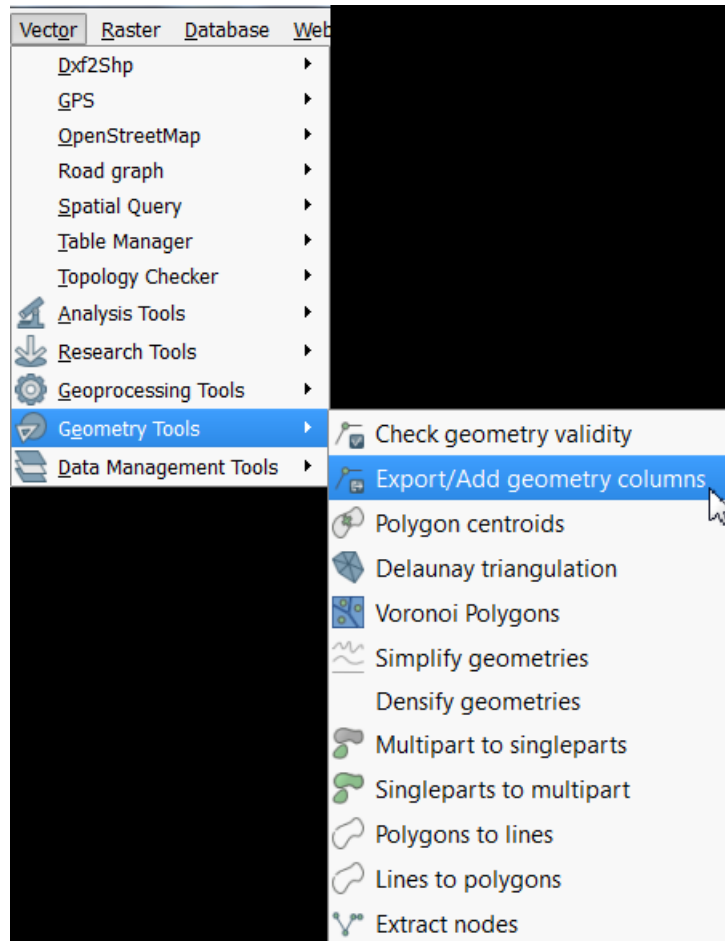 Vector Raster Database Web
Dxf2Shp
GPS
OpenStreetMap
Road graph
Spatial Query
Table Manager
Topology Checker
Analysis Tools
Research Tools
Geoprocessing Tools
Geometry Tools
Data Management Tools
Check geometry validity
Export/Add geometry columns
Polygon centroids
Delaunay triangulation
Voronoi Polygons
Simplify geometries
Densify geometries
Multipart to singleparts
Singleparts to multipart
Polygons to lines
Lines to polygons
Extract nodes